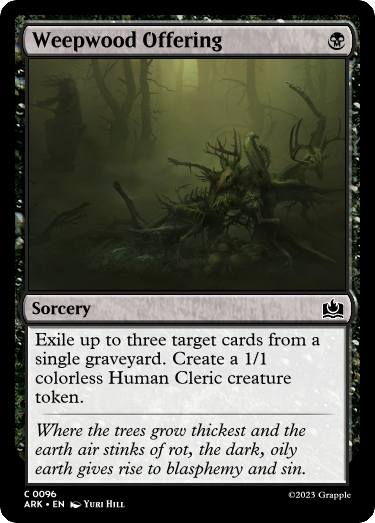 Weepwood Offering
Sorcery
Exile up to three target cards from a
single graveyard. Create a 1/1
colorless Human Cleric creature
token.
Where the trees grow thickest and the
earth air stinks of rot, the dark, oily
earth gives rise to blasphemy and sin.
C 0096
ARK • EN Yuri Hill
©2023 Grapple